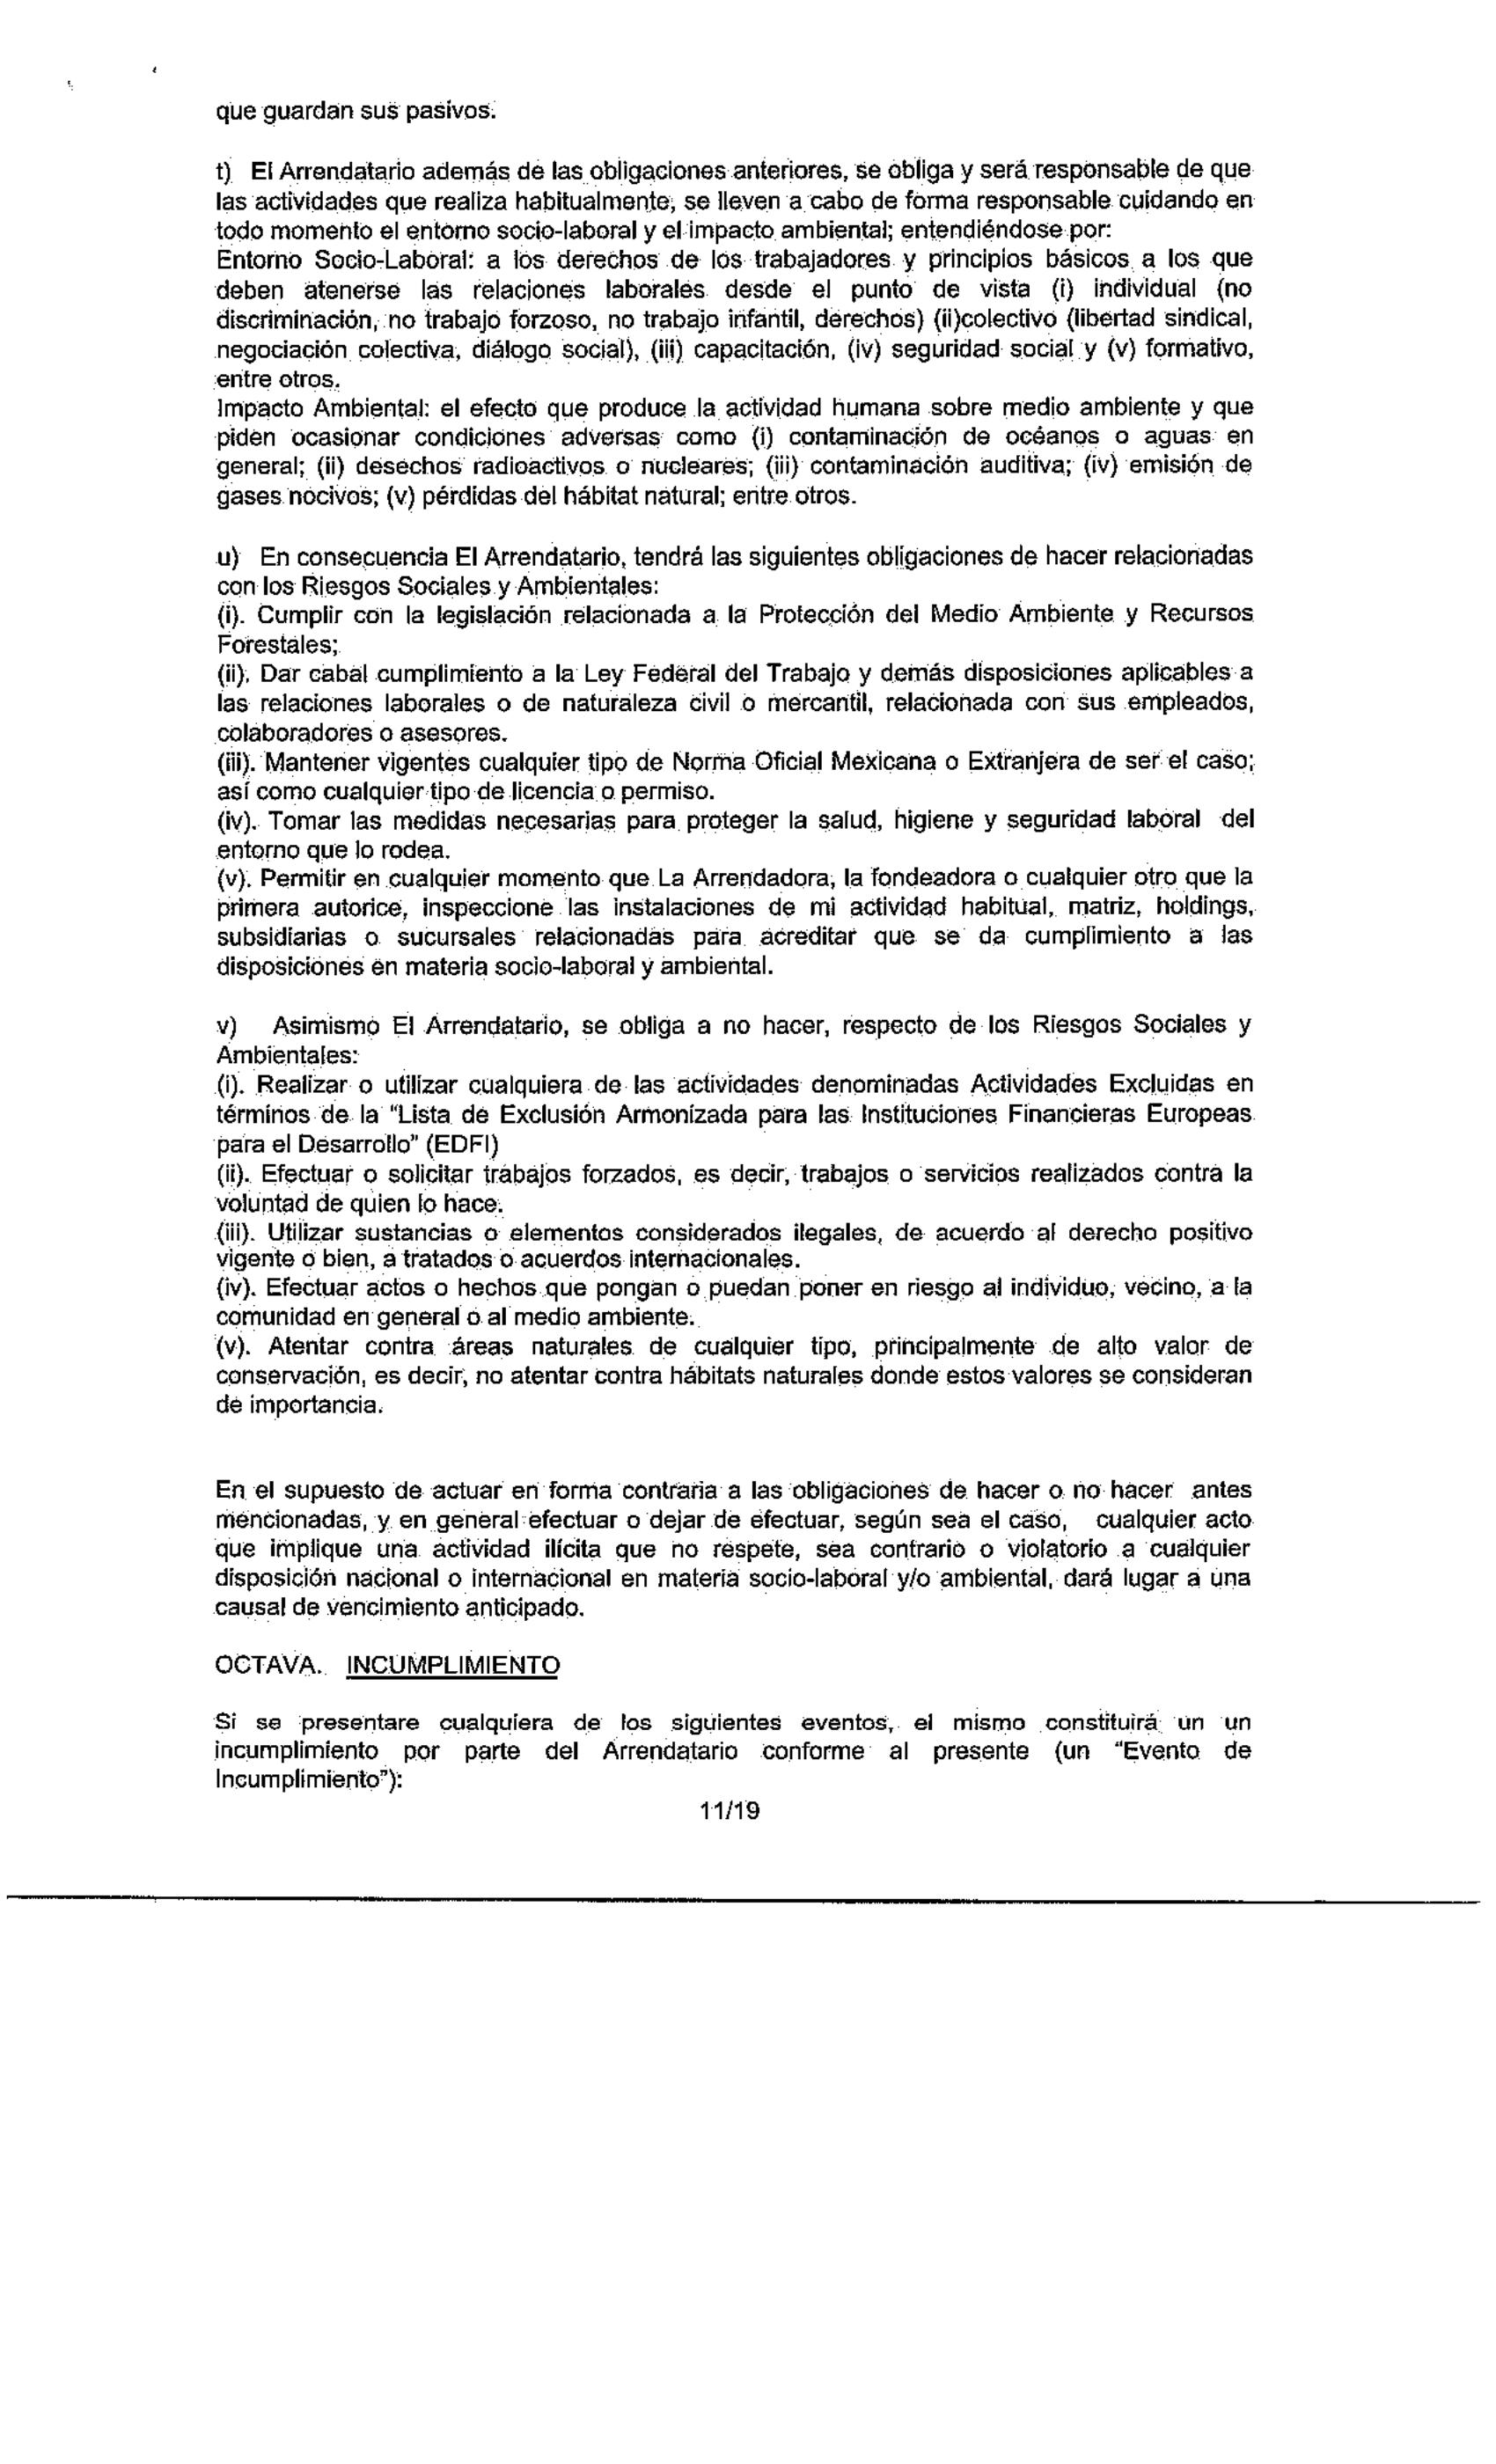 que guardan sus pasivos.
t) El Arrendatario además de las obligaciones anteriores, se obliga y será responsable de que
las actividades que realiza habitualmente, se lleven a cabo de forma responsable cuidando en
todo momento el entorno socio-laboral y el impacto ambiental; entendiéndose por:
Entorno Socio-Laboral: a los derechos de los trabajadores y principios básicos a los que
deben atenerse las relaciones laborales desde el punto de vista (i) individual (no
discriminación, no trabajo forzoso, no trabajo infantil, derechos) (ii)colectivo (libertad sindical,
negociación colectiva, diálogo social), (iii) capacitación, (iv) seguridad social y (v) formativo,
entre otros.
Impacto Ambiental: el efecto que produce la actividad humana sobre medio ambiente y que
piden ocasionar condiciones adversas como (i) contaminación de océanos o aguas en
general; (ii) desechos radioactivos o nucleares; (iii) contaminación auditiva; (iv) emisión de
gases nocivos; (v) pérdidas del hábitat natural; entre otros.
u) En consecuencia El Arrendatario, tendrá las siguientes obligaciones de hacer relacionadas
con los Riesgos Sociales y Ambientales:
(i). Cumplir con la legislación relacionada a la Protección del Medio Ambiente y Recursos
Forestales;
(ii). Dar cabal cumplimiento a la Ley Federal del Trabajo y demás disposiciones aplicables a
las relaciones laborales o de naturaleza civil o mercantil, relacionada con sus empleados,
colaboradores o asesores.
(iii). Mantener vigentes cualquier tipo de Norma Oficial Mexicana o Extranjera de ser el caso;
así como cualquier tipo de licencia o permiso.
(iv). Tomar las medidas necesarias para proteger la salud, higiene y seguridad laboral del
entorno que lo rodea.
(v). Permitir en cualquier momento que La Arrendadora, la fondeadora o cualquier otro que la
primera autorice, inspeccione las instalaciones de mi actividad habitual, matriz, holdings,
subsidiarias o sucursales relacionadas para acreditar que se da cumplimiento a las
disposiciones en materia socio-laboral y ambiental.
v) Asimismo El Arrendatario, se obliga a no hacer, respecto de los Riesgos Sociales y
Ambientales:
(i). Realizar o utilizar cualquiera de las actividades denominadas Actividades Excluidas en
términos de la "Lista de Exclusión Armonizada para las Instituciones Financieras Europeas
para el Desarrollo" (EDFI)
(ii). Efectuar o solicitar trabajos forzados, es decir, trabajos o servicios realizados contra la
voluntad de quien lo hace.
(iii). Utilizar sustancias o elementos considerados ilegales, de acuerdo al derecho positivo
vigente o bien, a tratados o acuerdos internacionales.
(iv). Efectuar actos o hechos que pongan o puedan poner en riesgo al individuo, vecino, a la
comunidad en general o al medio ambiente.
(v). Atentar contra áreas naturales de cualquier tipo, principalmente de alto valor de
conservación, es decir, no atentar contra hábitats naturales donde estos valores se consideran
de importancia.
En el supuesto de actuar en forma contraria a las obligaciones de hacer o no hacer antes
mencionadas, y en general efectuar o dejar de efectuar, según sea el caso, cualquier acto
que implique una actividad ilícita que no respete, sea contrario o violatorio a cualquier
disposición nacional o internacional en materia socio-laboral y/o ambiental, dará lugar a una
causal de vencimiento anticipado.
OCTAVA. INCUMPLIMIENTO
Si se presentare cualquiera de los siguientes eventos, el mismo constituirá un un
incumplimiento por parte del Arrendatario conforme al presente (un "Evento de
Incumplimiento"):
11/19